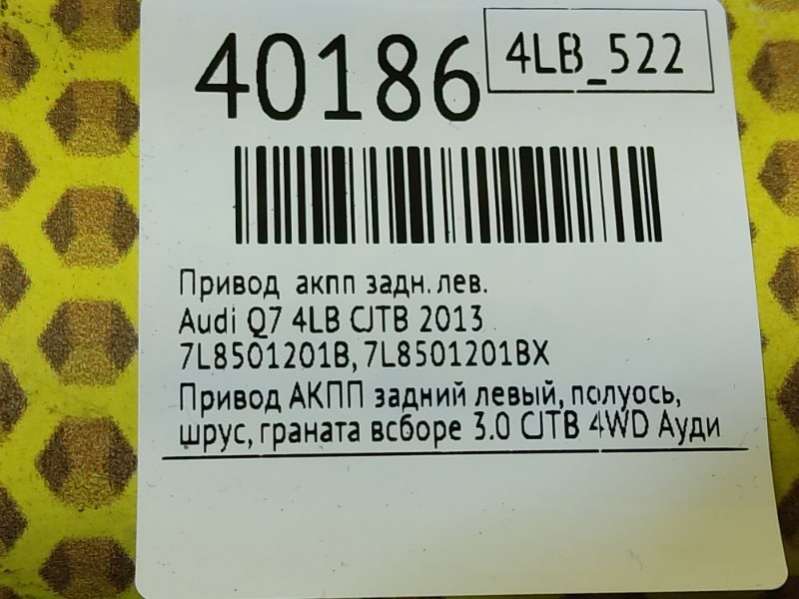 40186
4LB_522
Привод акпп задн. лев.
Audi Q7 4LB CJTB 2013
7L8501201B, 7L8501201BX
Привод АКПП задний левый, полуось,
шрус, граната всборе 3.0 CJTB 4WD Ауди